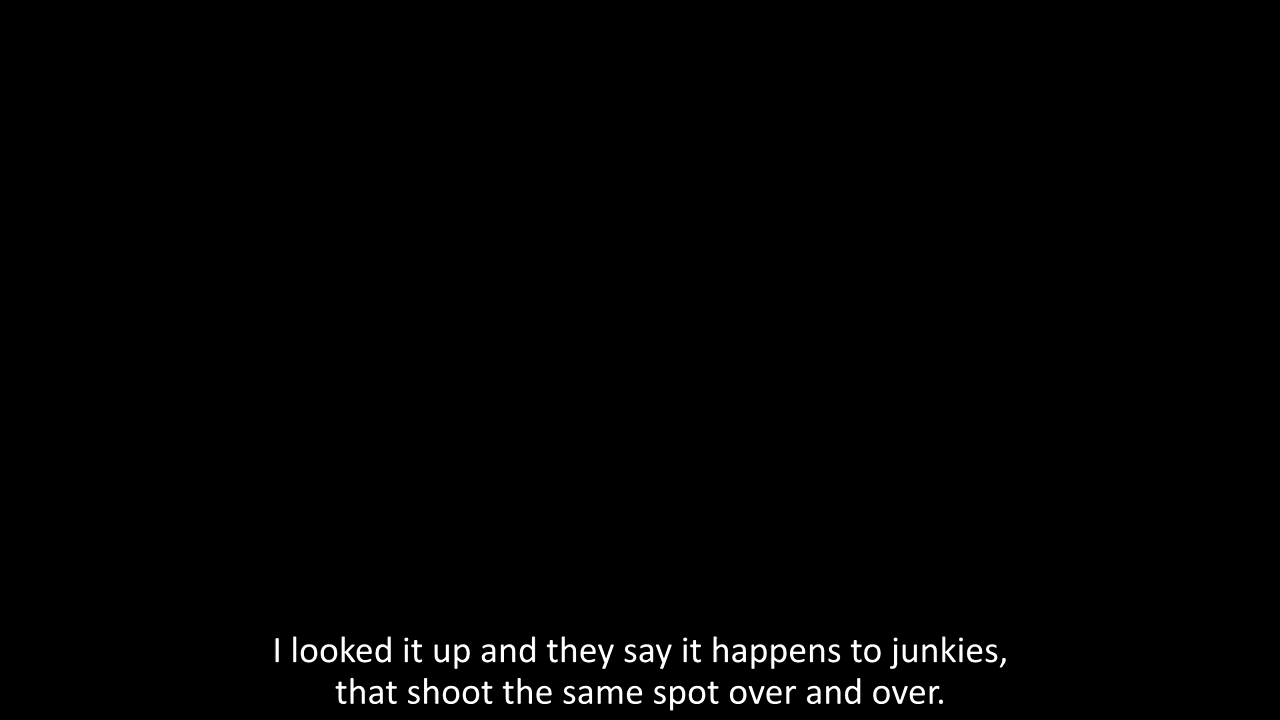 I looked it up and they say it happens to junkies,
that shoot the same spot over and over.